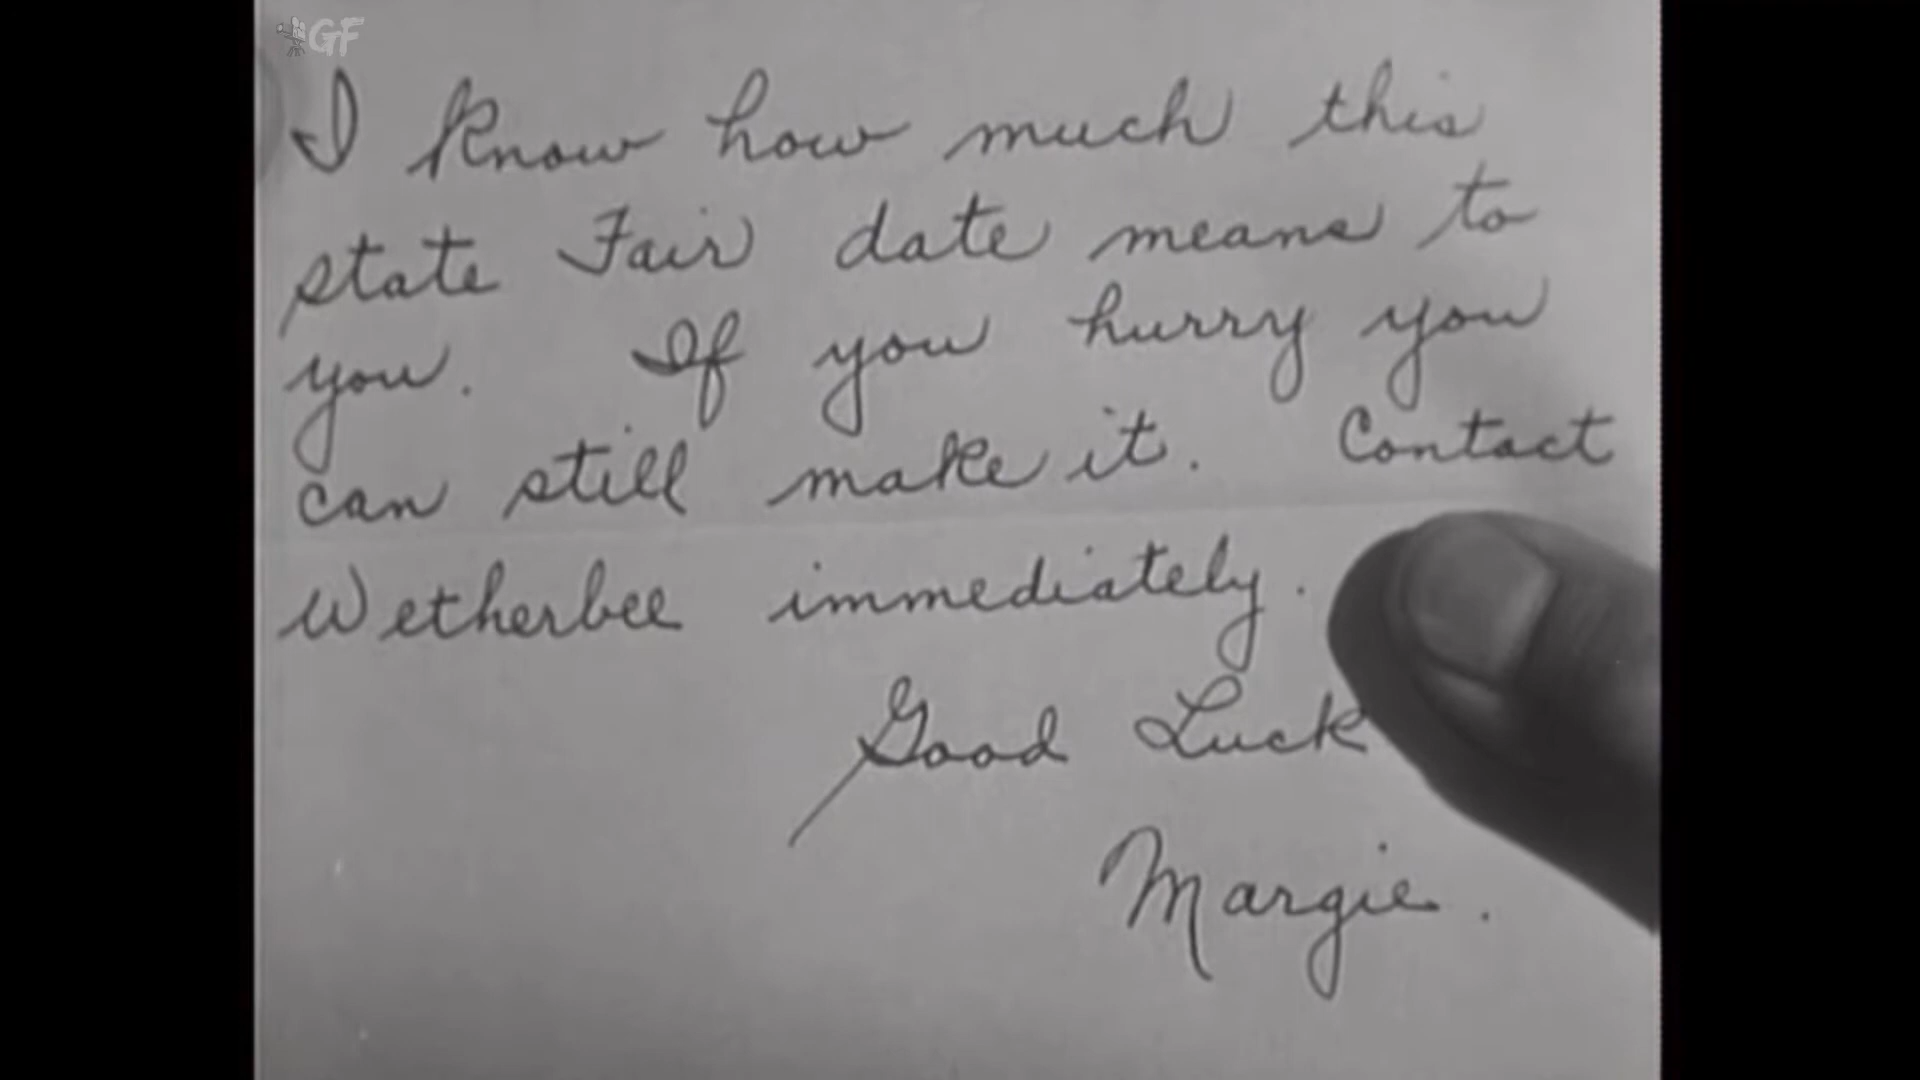 GF
I know how much this
state Fair date means to
you. If you hurry you
can still make it. Contact
Wetherbee immediately.
Good Luck
Margie.